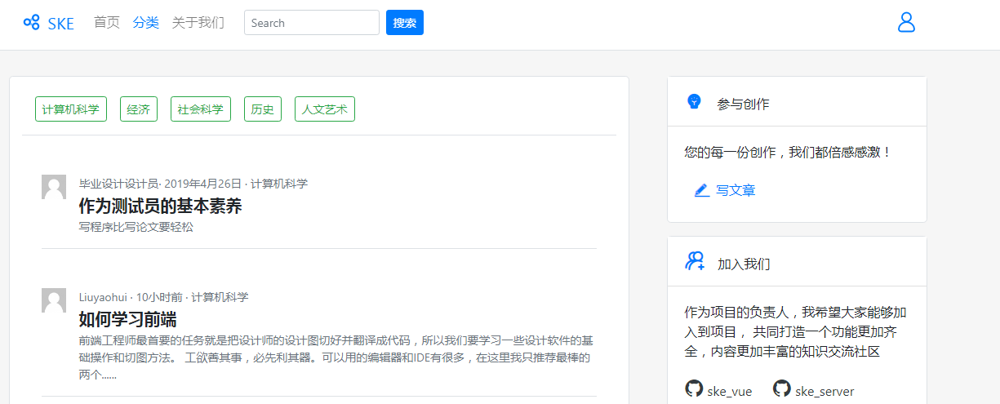 SKE 首页 分类 关于我们 Search 搜索
计算机科学 经济 社会科学 历史 人文艺术
毕业设计设计员· 2019年4月26日 · 计算机科学
作为测试员的基本素养
写程序比写论文要轻松
Liuyaohui · 10小时前 · 计算机科学
如何学习前端
前端工程师最首要的任务就是把设计师的设计图切好并翻译成代码，所以我们要学习一些设计软件的基
础操作和切图方法。 工欲善其事，必先利其器。可以用的编辑器和IDE有很多，在这里我只推荐最棒的
两个......
参与创作
您的每一份创作，我们都倍感感激！
写文章
加入我们
作为项目的负责人，我希望大家能够加
入到项目， 共同打造一个功能更加齐
全，内容更加丰富的知识交流社区
ske_vue ske_server